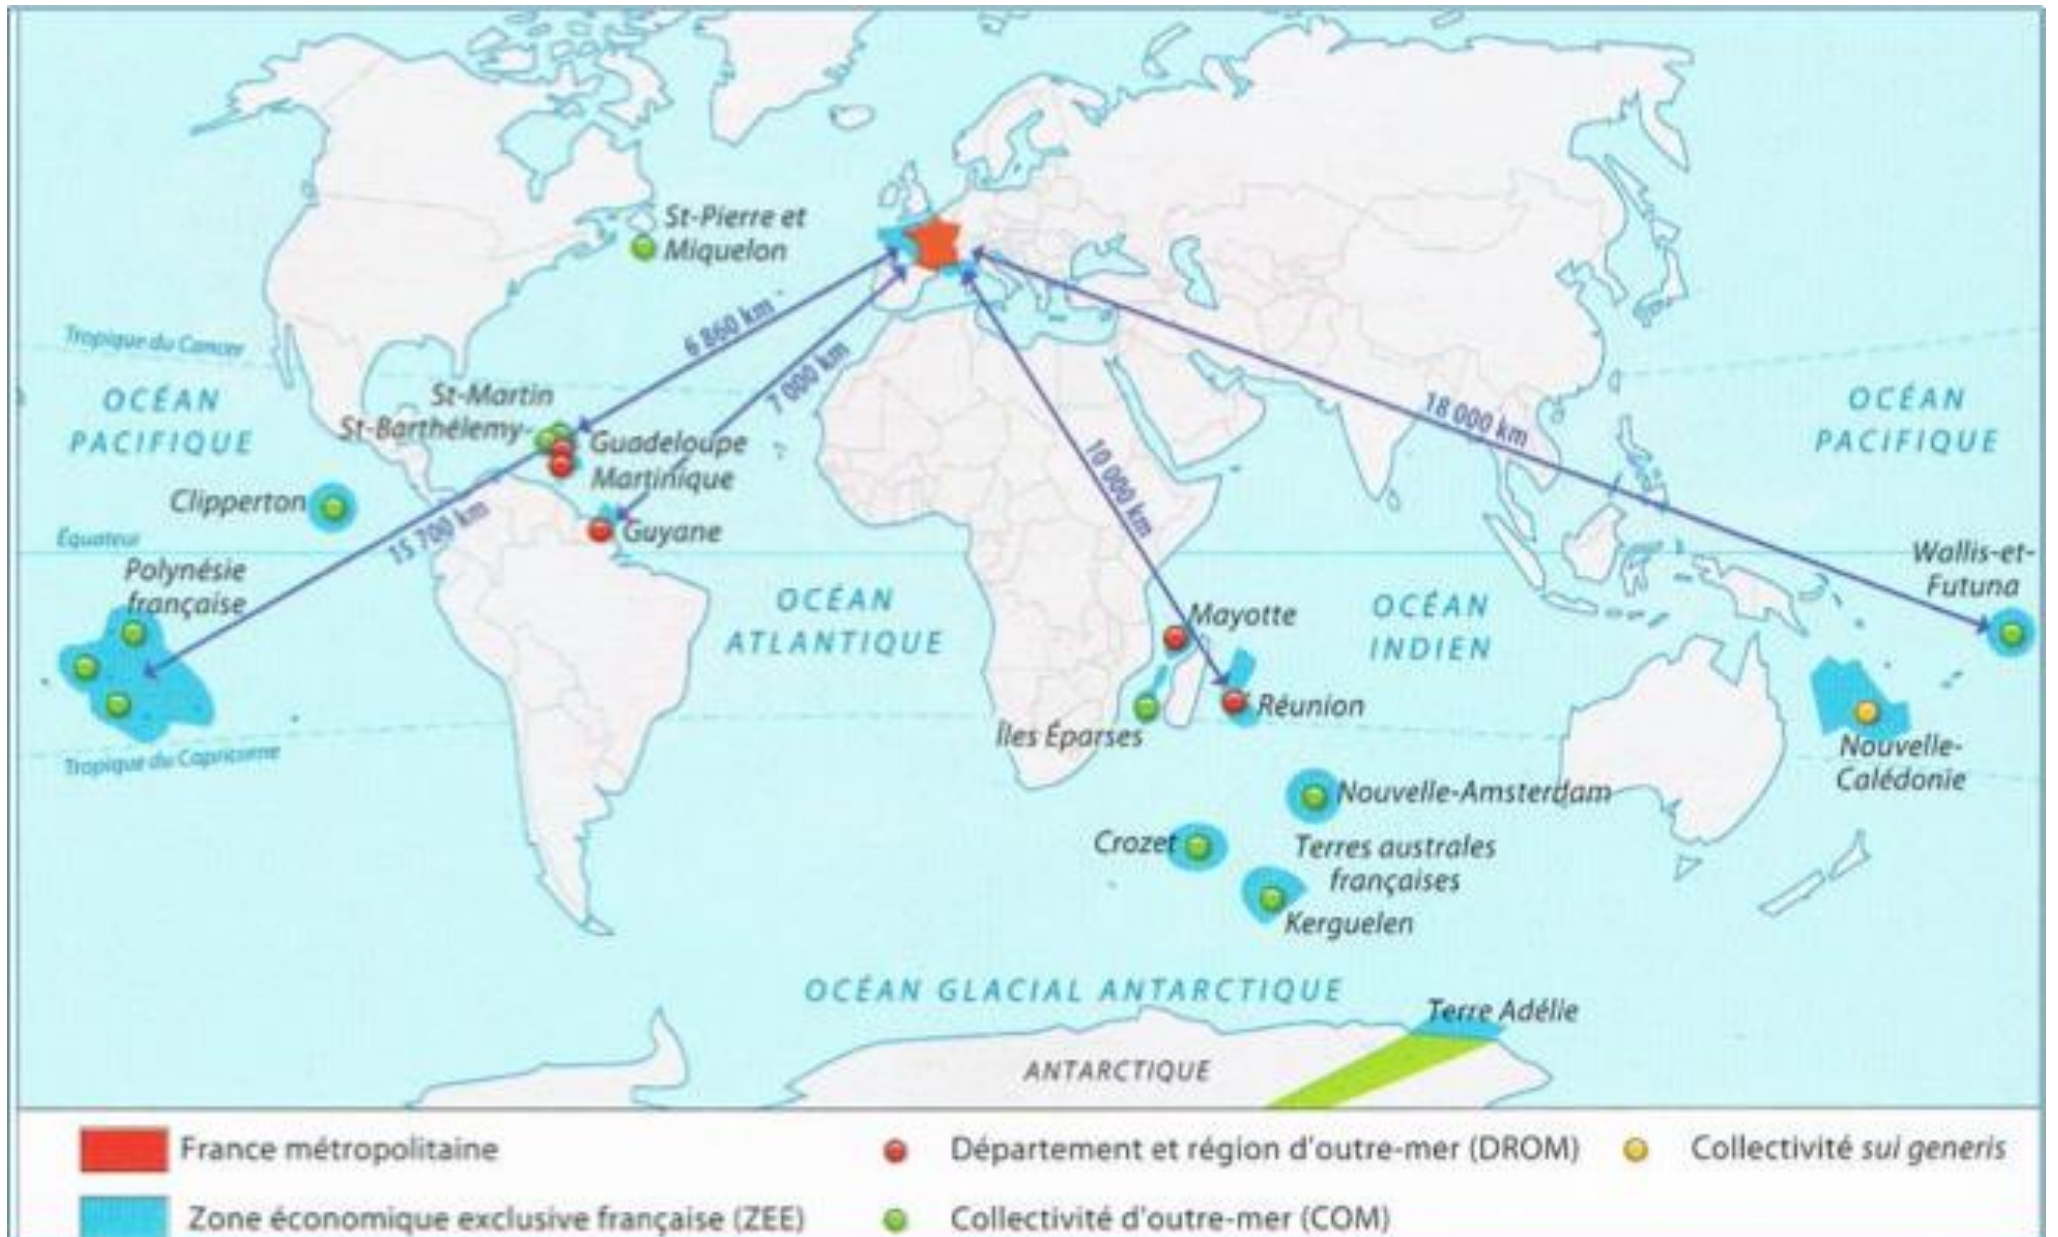 St-Pierre et
Miquelon
6 860 km
7 000 km
Tropique du Cancer
OCÉAN
PACIFIQUE
St-Martin
St-Barthélemy
Guadeloupe
Martinique
Clipperton
15 700 km
Guyane
10 000 km
18 000 km
OCÉAN
PACIFIQUE
Équateur
Polynésie
française
OCÉAN
ATLANTIQUE
Mayotte
OCÉAN
INDIEN
Wallis-et-
Futuna
Îles Éparses
Réunion
Tropique du Capricorne
Nouvelle-
Calédonie
Nouvelle-Amsterdam
Crozet
Terres australes
françaises
Kerguelen
OCÉAN GLACIAL ANTARCTIQUE
Terre Adélie
ANTARCTIQUE
France métropolitaine
Département et région d'outre-mer (DROM)
Collectivité sui generis
Zone économique exclusive française (ZEE)
Collectivité d'outre-mer (COM)